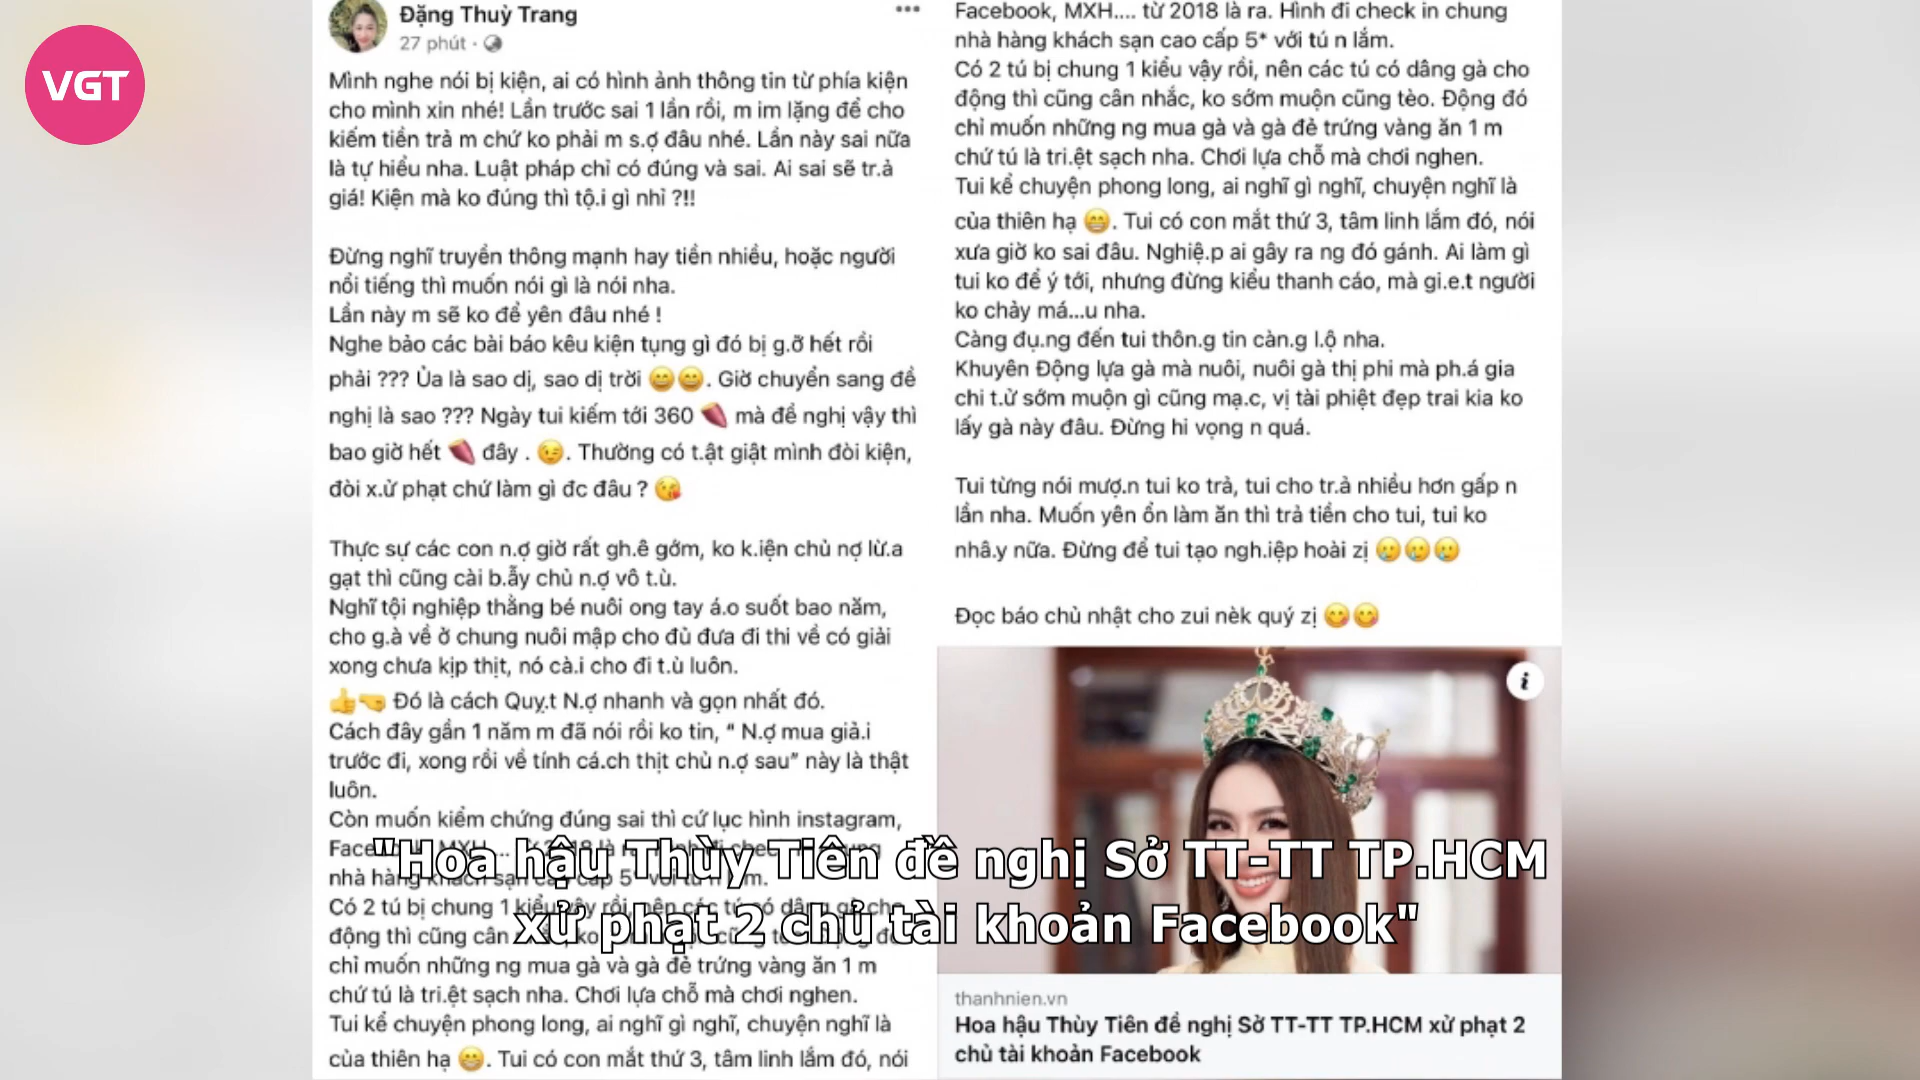 VGT
Đặng Thuỳ Trang
27 phút ·
Mình nghe nói bị kiện, ai có hình ảnh thông tin từ phía kiện
cho mình xin nhé! Lần trước sai 1 lần rồi, m im lặng để cho
kiếm tiền trả m chứ ko phải m s.ợ đâu nhé. Lần này sai nữa
là tự hiểu nha. Luật pháp chỉ có đúng và sai. Ai sai sẽ tr.ả
giá! Kiện mà ko đúng thì tộ.i gì nhỉ ?!!
Đừng nghĩ truyền thông mạnh hay tiền nhiều, hoặc người
nổi tiếng thì muốn nói gì là nói nha.
Lần này m sẽ ko để yên đâu nhé !
Nghe bảo các bài báo kêu kiện tụng gì đó bị g.ỡ hết rồi
phải ??? Ủa là sao dị, sao dị trời 😁😁. Giờ chuyển sang đề
nghị là sao ??? Ngày tui kiếm tới 360 🍠 mà đề nghị vậy thì
bao giờ hết 🍠 đây . 😉. Thường có t.ật giật mình đòi kiện,
đòi x.ử phạt chứ làm gì đc đâu ? 😘
Thực sự các con n.ợ giờ rất gh.ê gớm, ko k.iện chủ nợ lừ.a
gạt thì cũng cài b.ẫy chủ n.ợ vô t.ù.
Nghĩ tội nghiệp thằng bé nuôi ong tay á.o suốt bao năm,
cho g.à về ở chung nuôi mập cho đủ đưa đi thi về có giải
xong chưa kịp thịt, nó cà.i cho đi t.ù luôn.
👍🤜 Đó là cách Quỵ.t N.ợ nhanh và gọn nhất đó.
Cách đây gần 1 năm m đã nói rồi ko tin, “ N.ợ mua giả.i
trước đi, xong rồi về tính cá.ch thịt chủ n.ợ sau” này là thật
luôn.
Còn muốn kiểm chứng đúng sai thì cứ lục hình instagram,
nhà hàng khách sạn cao cấp 5* với tú n lắm.
Có 2 tú bị chung 1 kiểu vậy rồi, nên các tú có dâng gà cho
động thì cũng cân
chỉ muốn những ng mua gà và gà đẻ trứng vàng ăn 1 m
chứ tú là tri.ệt sạch nha. Chơi lựa chỗ mà chơi nghen.
Tui kể chuyện phong long, ai nghĩ gì nghĩ, chuyện nghĩ là
của thiên hạ 😁. Tui có con mắt thứ 3, tâm linh lắm đó, nói
Facebook, MXH.... từ 2018 là ra. Hình đi check in chung
nhà hàng khách sạn cao cấp 5* với tú n lắm.
Có 2 tú bị chung 1 kiểu vậy rồi, nên các tú có dâng gà cho
động thì cũng cân nhắc, ko sớm muộn cũng tèo. Động đó
chỉ muốn những ng mua gà và gà đẻ trứng vàng ăn 1 m
chứ tú là tri.ệt sạch nha. Chơi lựa chỗ mà chơi nghen.
Tui kể chuyện phong long, ai nghĩ gì nghĩ, chuyện nghĩ là
của thiên hạ 😁. Tui có con mắt thứ 3, tâm linh lắm đó, nói
xưa giờ ko sai đâu. Nghiệ.p ai gây ra ng đó gánh. Ai làm gì
tui ko để ý tới, nhưng đừng kiểu thanh cáo, mà gi.e.t người
ko chảy má...u nha.
Càng đụ.ng đến tui thôn.g tin càn.g l.ộ nha.
Khuyên Động lựa gà mà nuôi, nuôi gà thị phi mà ph.á gia
chi t.ử sớm muộn gì cũng mạ.c, vị tài phiệt đẹp trai kia ko
lấy gà này đâu. Đừng hi vọng n quá.
Tui từng nói mượ.n tui ko trả, tui cho tr.ả nhiều hơn gấp n
lần nha. Muốn yên ổn làm ăn thì trả tiền cho tui, tui ko
nhâ.y nữa. Đừng để tui tạo ngh.iệp hoài zị 🥲🥲🥲
Đọc báo chủ nhật cho zui nèk quý zị 😋😋
thanhnien.vn
Hoa hậu Thùy Tiên đề nghị Sở TT-TT TP.HCM xử phạt 2
chủ tài khoản Facebook
"Hoa hậu Thùy Tiên đề nghị Sở TT-TT TP.HCM
xử phạt 2 chủ tài khoản Facebook"